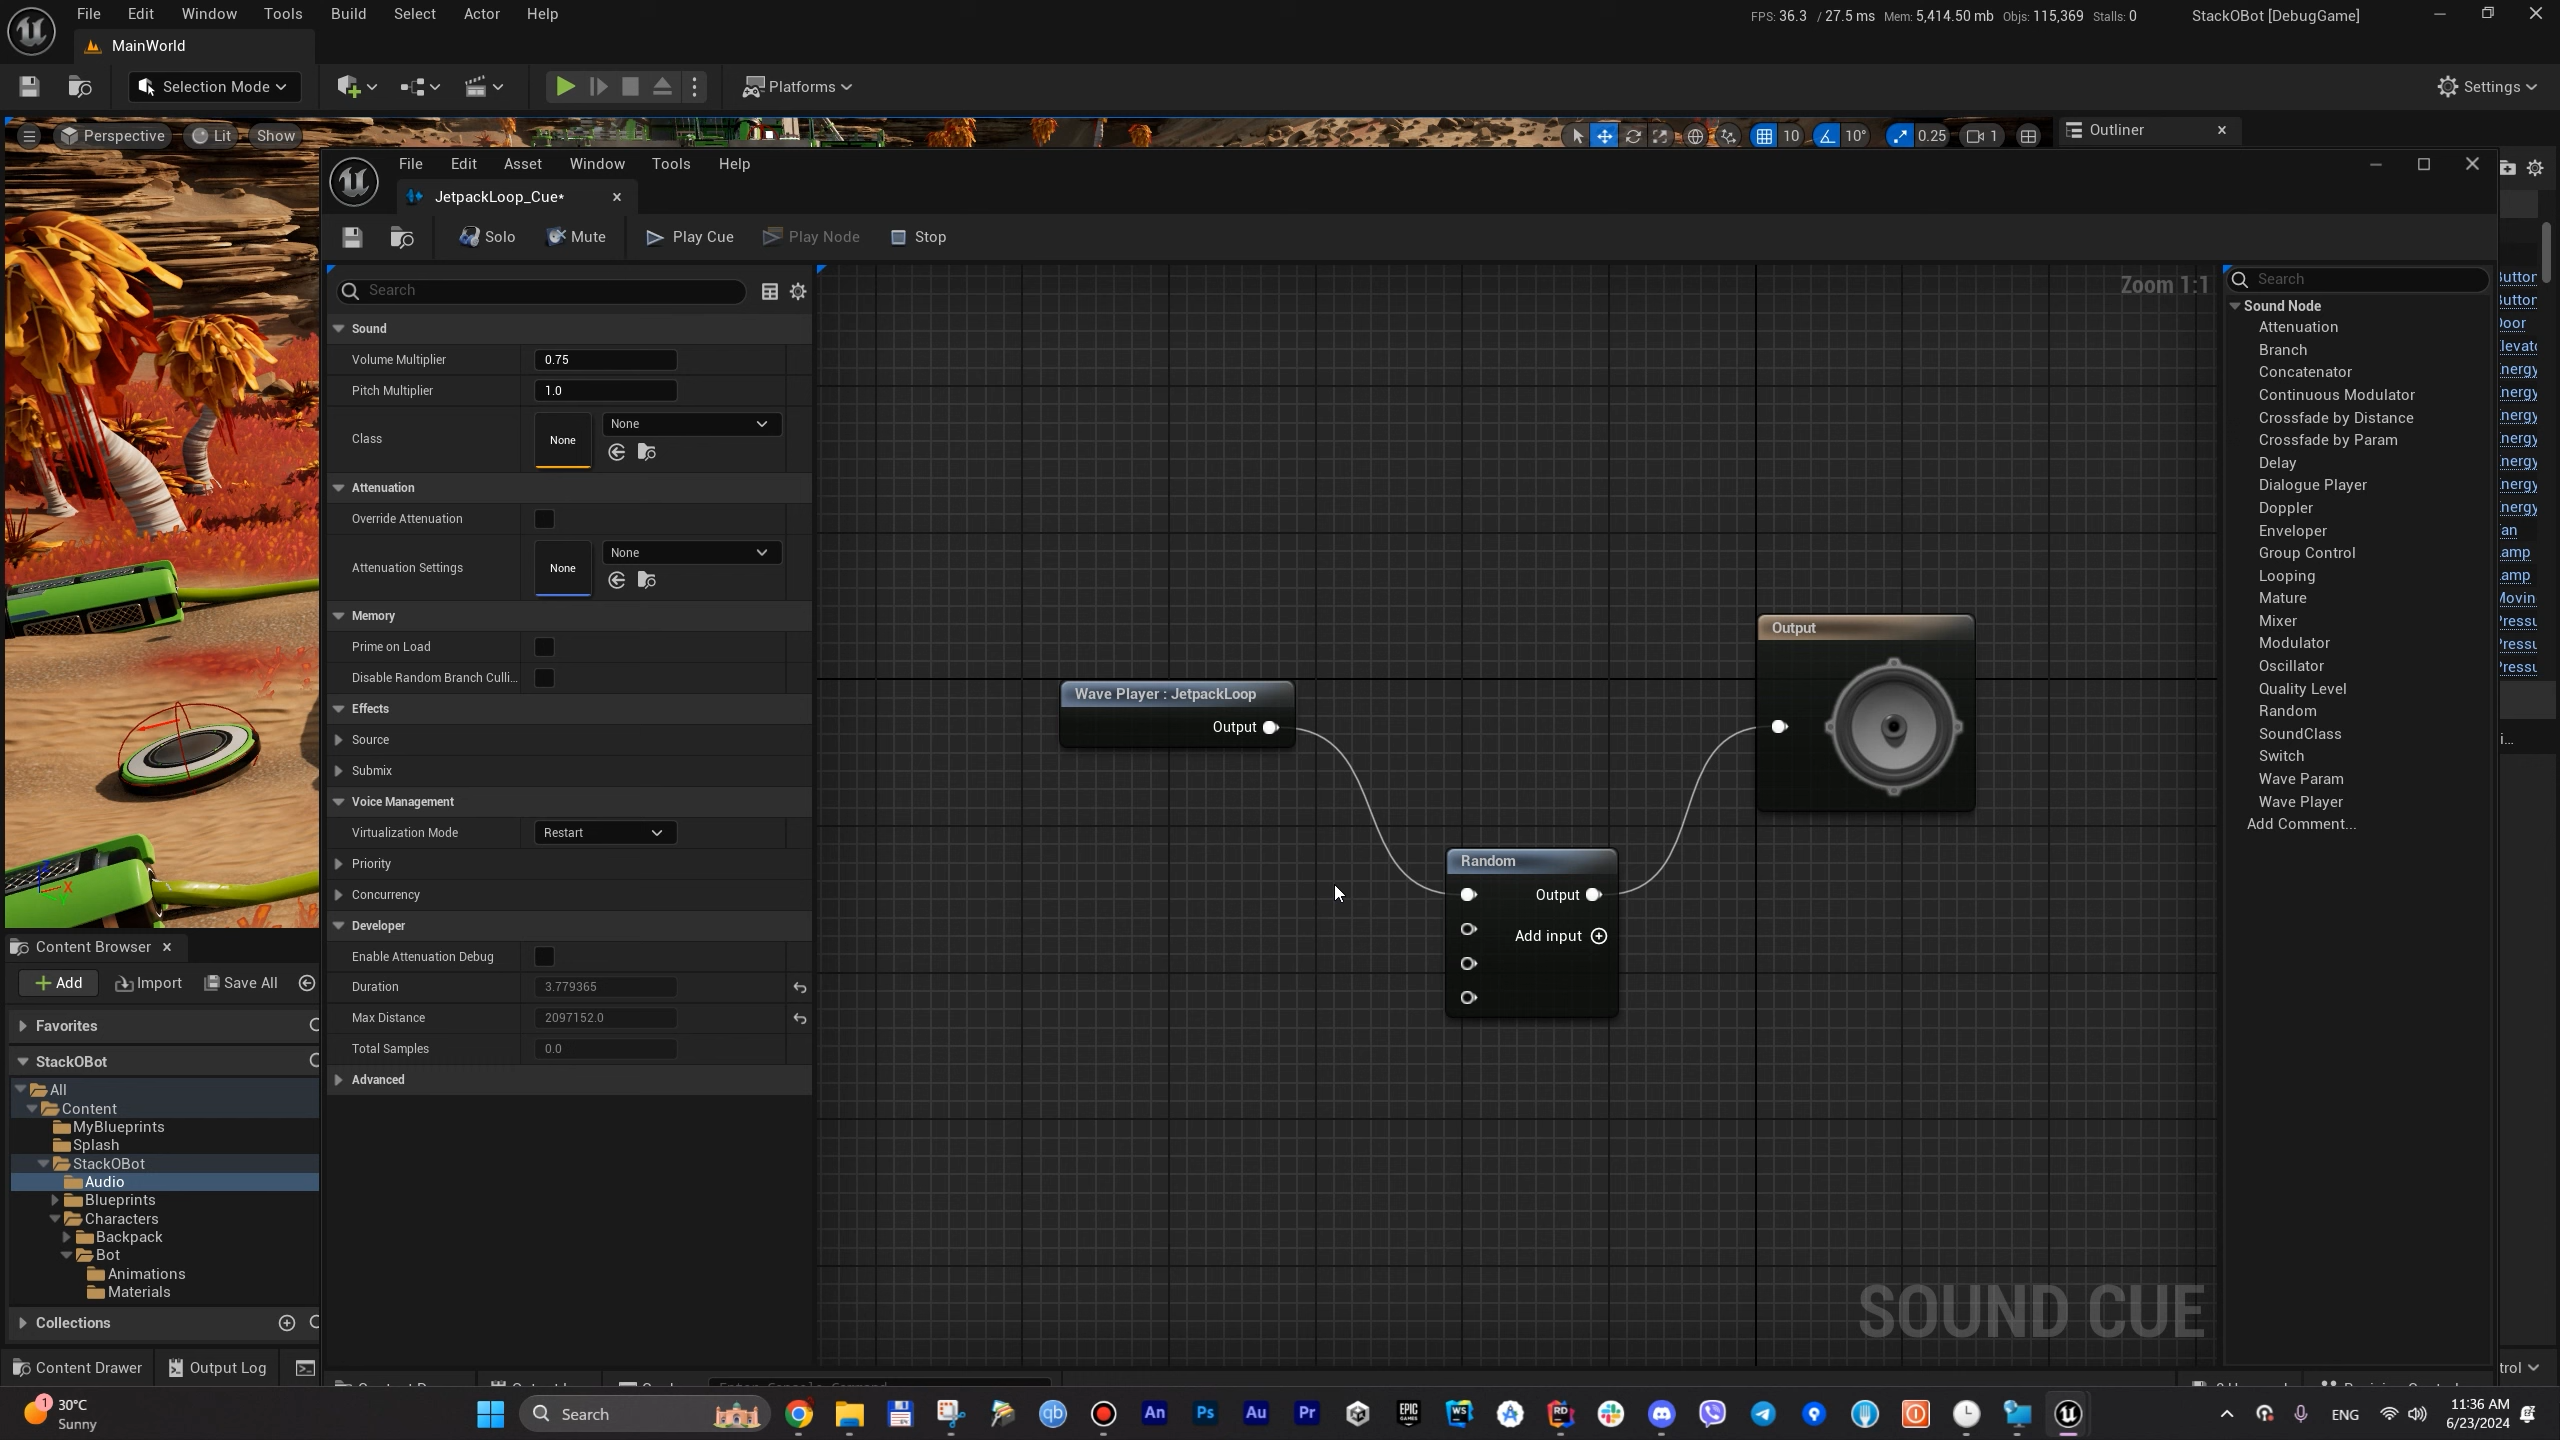 File Edit Window Tools Build Select Actor Help
FPS: 36.3 / 27.5 ms Mem: 5,414.50 mb Objs: 115,369 Stalls: 0
StackOBot [DebugGame]
MainWorld
Selection Mode
Platforms
Settings
Perspective Lit Show
10 10° 0.25 1
Outliner
File Edit Asset Window Tools Help
JetpackLoop_Cue*
Solo Mute Play Cue Play Node Stop
Search
Sound
Volume Multiplier 0.75
Pitch Multiplier 1.0
Class None None
Attenuation
Override Attenuation
Attenuation Settings None None
Memory
Prime on Load
Disable Random Branch Culli...
Effects
Source
Submix
Voice Management
Virtualization Mode Restart
Priority
Concurrency
Developer
Enable Attenuation Debug
Duration 3.779365
Max Distance 2097152.0
Total Samples 0.0
Advanced
Zoom 1:1
Wave Player : JetpackLoop
Output
Random
Output
Add input
Output
SOUND CUE
Search
Sound Node
Attenuation
Branch
Concatenator
Continuous Modulator
Crossfade by Distance
Crossfade by Param
Delay
Dialogue Player
Doppler
Enveloper
Group Control
Looping
Mature
Mixer
Modulator
Oscillator
Quality Level
Random
SoundClass
Switch
Wave Param
Wave Player
Add Comment...
Content Browser
Add Import Save All
Favorites
StackOBot
All
Content
MyBlueprints
Splash
StackOBot
Audio
Blueprints
Characters
Backpack
Bot
Animations
Materials
Collections
Content Drawer Output Log
X
30°C
Sunny
Search
ENG
11:36 AM
6/23/2024